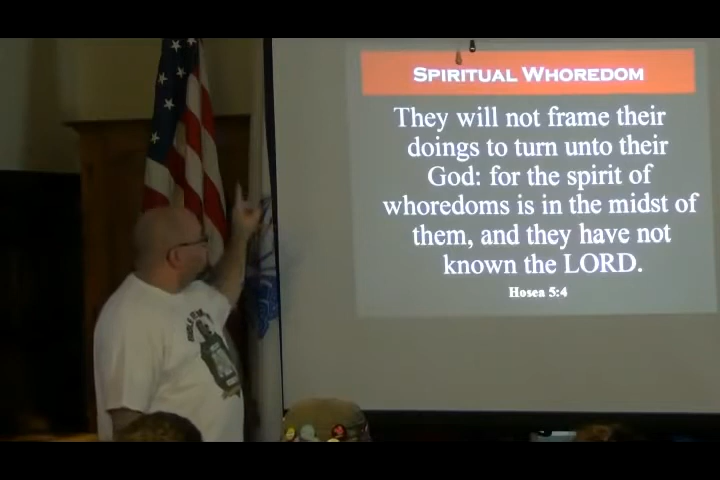 SPIRITUAL WHOREDOM
They will not frame their
doings to turn unto their
God: for the spirit of
whoredoms is in the midst of
them, and they have not
known the LORD.
Hosea 5:4